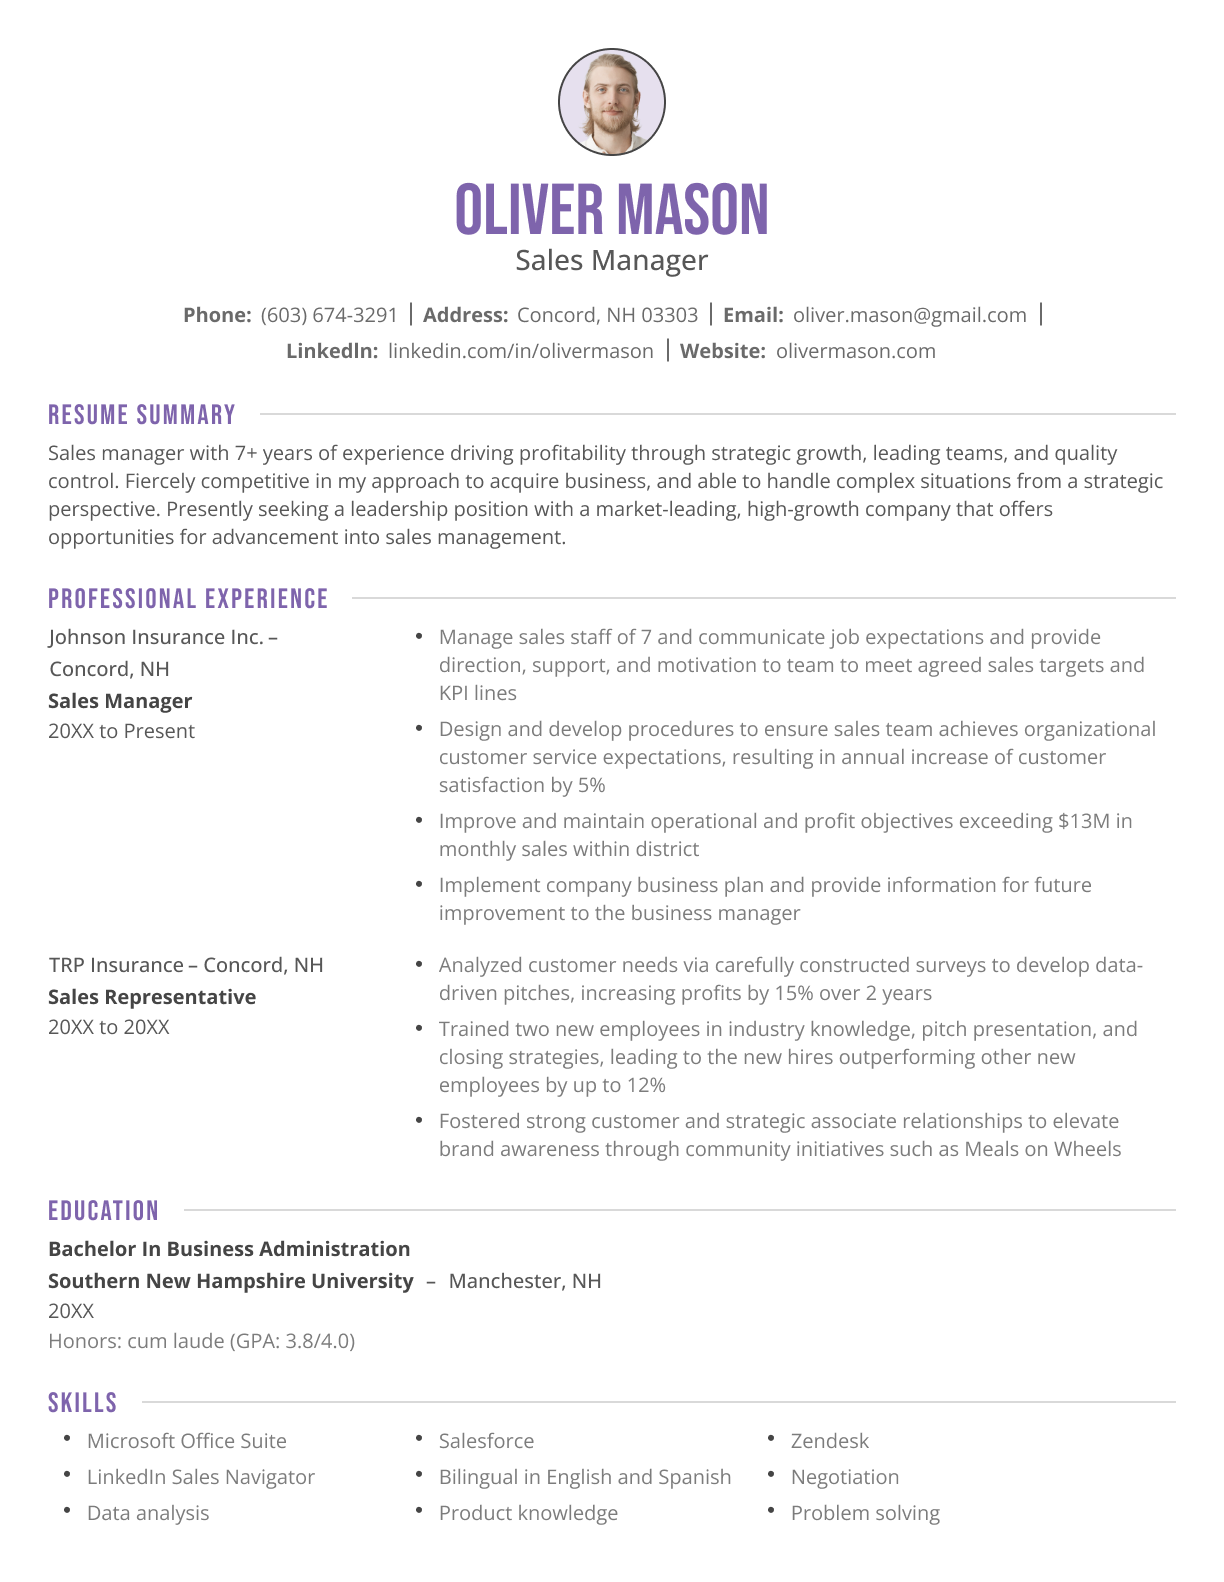 OLIVER MASON
Sales Manager
Phone: (603) 674-3291 | Address: Concord, NH 03303 | Email: oliver.mason@gmail.com |
LinkedIn: linkedin.com/in/olivermason | Website: olivermason.com
RESUME SUMMARY
Sales manager with 7+ years of experience driving profitability through strategic growth, leading teams, and quality
control. Fiercely competitive in my approach to acquire business, and able to handle complex situations from a strategic
perspective. Presently seeking a leadership position with a market-leading, high-growth company that offers
opportunities for advancement into sales management.
PROFESSIONAL EXPERIENCE
Johnson Insurance Inc. –
Concord, NH
Sales Manager
20XX to Present
• Manage sales staff of 7 and communicate job expectations and provide
direction, support, and motivation to team to meet agreed sales targets and
KPI lines
• Design and develop procedures to ensure sales team achieves organizational
customer service expectations, resulting in annual increase of customer
satisfaction by 5%
• Improve and maintain operational and profit objectives exceeding $13M in
monthly sales within district
• Implement company business plan and provide information for future
improvement to the business manager
TRP Insurance – Concord, NH
Sales Representative
20XX to 20XX
• Analyzed customer needs via carefully constructed surveys to develop data-
driven pitches, increasing profits by 15% over 2 years
• Trained two new employees in industry knowledge, pitch presentation, and
closing strategies, leading to the new hires outperforming other new
employees by up to 12%
• Fostered strong customer and strategic associate relationships to elevate
brand awareness through community initiatives such as Meals on Wheels
EDUCATION
Bachelor In Business Administration
Southern New Hampshire University – Manchester, NH
20XX
Honors: cum laude (GPA: 3.8/4.0)
SKILLS
• Microsoft Office Suite
• LinkedIn Sales Navigator
• Data analysis
• Salesforce
• Bilingual in English and Spanish
• Product knowledge
• Zendesk
• Negotiation
• Problem solving